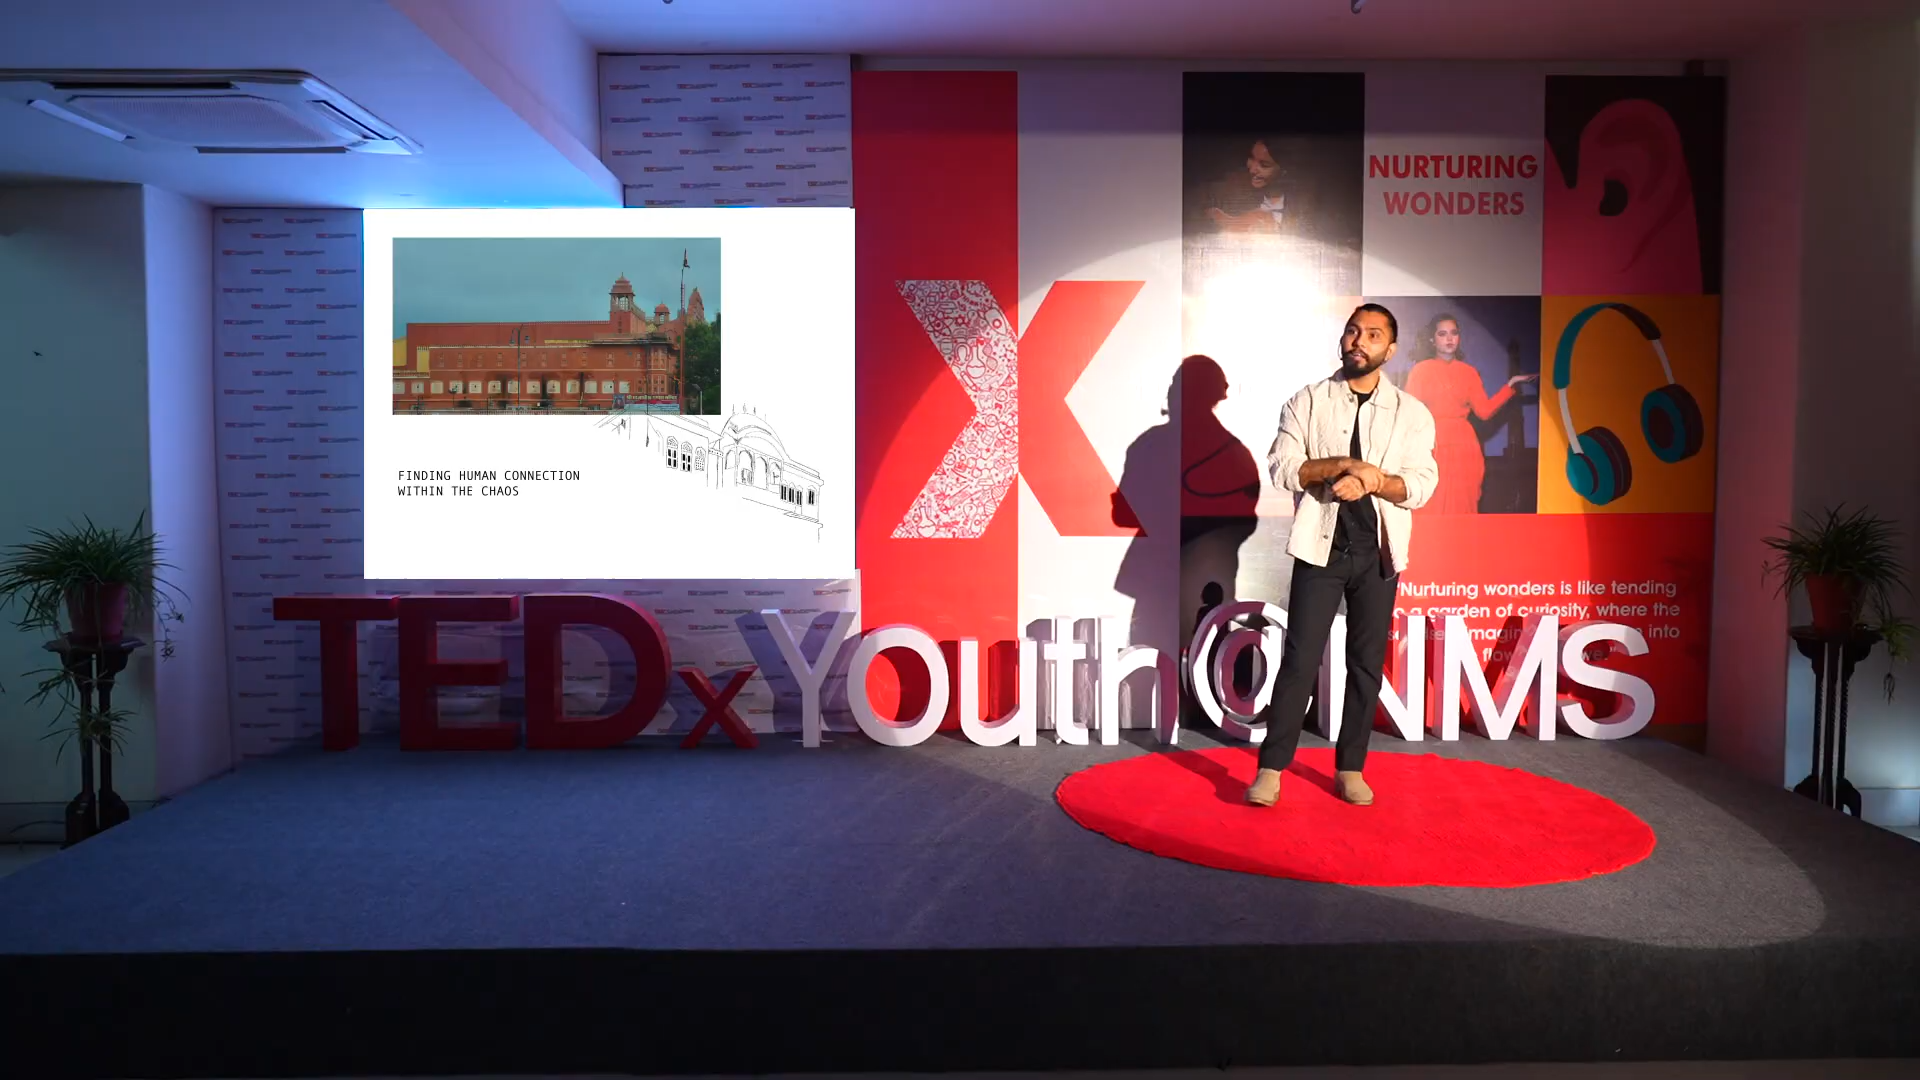 FINDING HUMAN CONNECTION
WITHIN THE CHAOS
X
NURTURING
WONDERS
"Nurturing wonders is like tending
a garden of curiosity, where the
into
TEDxYouth@NMS